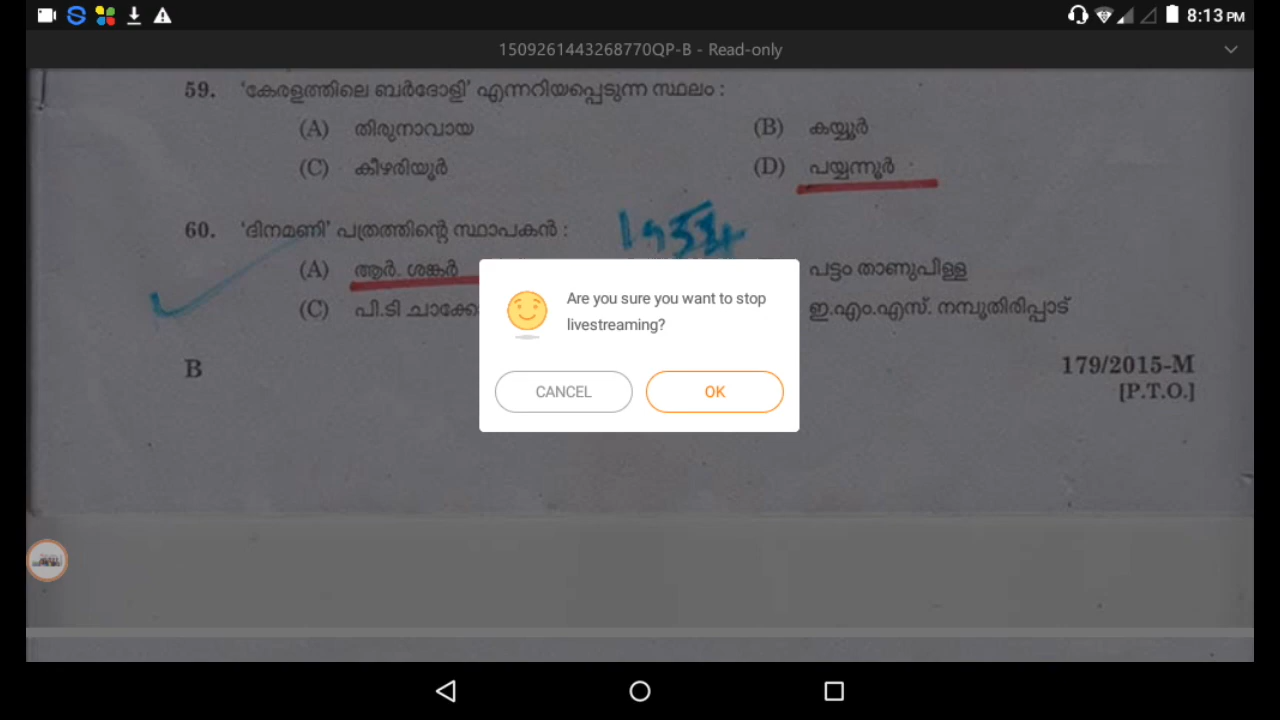 8:13 PM
1509261443268770QP-B - Read-only
59. 'കേരളത്തിലെ ബർദോളി' എന്നറിയപ്പെടുന്ന സ്ഥലം :
(A) തിരുനാവായ (B) കയ്യൂർ
(C) കീഴരിയൂർ (D) പയ്യന്നൂർ
60. 'ദിനമണി' പത്രത്തിന്റെ സ്ഥാപകൻ :
(A) ആർ. ശങ്കർ പട്ടം താണുപിള്ള
(C) പി.ടി ചാക്കോ ഇ.എം.എസ്. നമ്പൂതിരിപ്പാട്
Are you sure you want to stop
livestreaming?
CANCEL OK
B 179/2015-M
[P.T.O.]